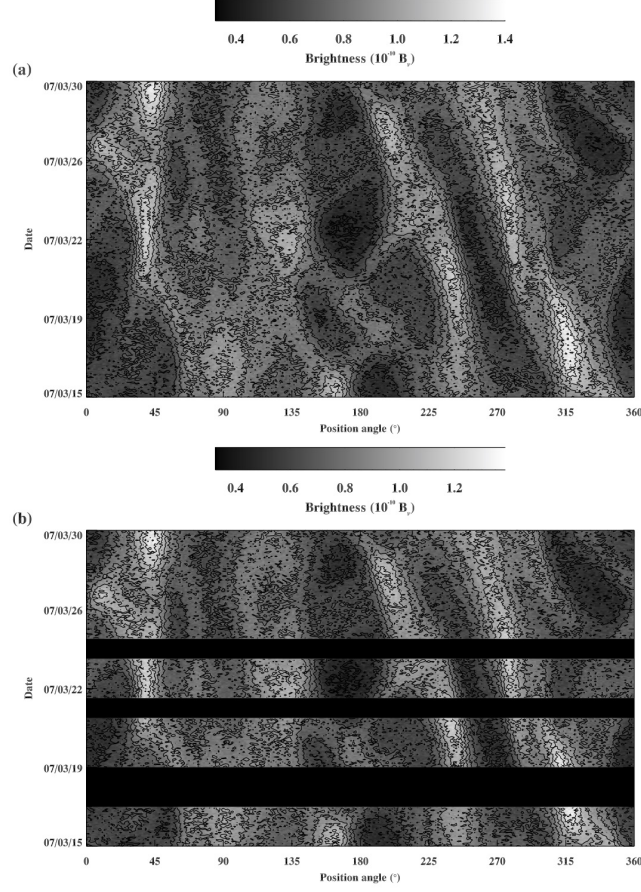 0.4 0.6 0.8 1.0 1.2 1.4
Brightness (10⁻¹⁰ Bᵧ)
(a)
07/03/30
07/03/26
Date
07/03/22
07/03/19
07/03/15
0 45 90 135 180 225 270 315 360
Position angle (°)
0.4 0.6 0.8 1.0 1.2
Brightness (10⁻¹⁰ Bᵧ)
(b)
07/03/30
07/03/26
Date
07/03/22
07/03/19
07/03/15
0 45 90 135 180 225 270 315 360
Position angle (°)